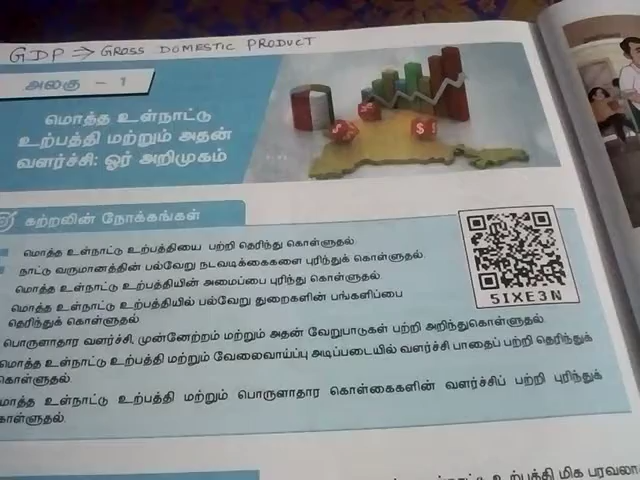 GDP ⇒ GROSS DOMESTIC PRODUCT
அலகு - 1
மொத்த உள்நாட்டு
உற்பத்தி மற்றும் அதன்
வளர்ச்சி: ஓர் அறிமுகம்
கற்றலின் நோக்கங்கள்
மொத்த உள்நாட்டு உற்பத்தியை பற்றி தெரிந்து கொள்ளுதல்
நாட்டு வருமானத்தின் பல்வேறு நடவடிக்கைகளை புரிந்துக் கொள்ளுதல்
மொத்த உள்நாட்டு உற்பத்தியின் அமைப்பை புரிந்து கொள்ளுதல்
மொத்த உள்நாட்டு உற்பத்தியில் பல்வேறு துறைகளின் பங்களிப்பை
தெரிந்துக் கொள்ளுதல்
பொருளாதார வளர்ச்சி, முன்னேற்றம் மற்றும் அதன் வேறுபாடுகள் பற்றி அறிந்துகொள்ளுதல்.
மொத்த உள்நாட்டு உற்பத்தி மற்றும் வேலைவாய்ப்பு அடிப்படையில் வளர்ச்சி பாதைப் பற்றி தெரிந்துக்
கொள்ளுதல்
மொத்த உள்நாட்டு உற்பத்தி மற்றும் பொருளாதார கொள்கைகளின் வளர்ச்சிப் பற்றி புரிந்துக்
கொள்ளுதல்.
5IXE3N
$
உற்பத்தி மிக